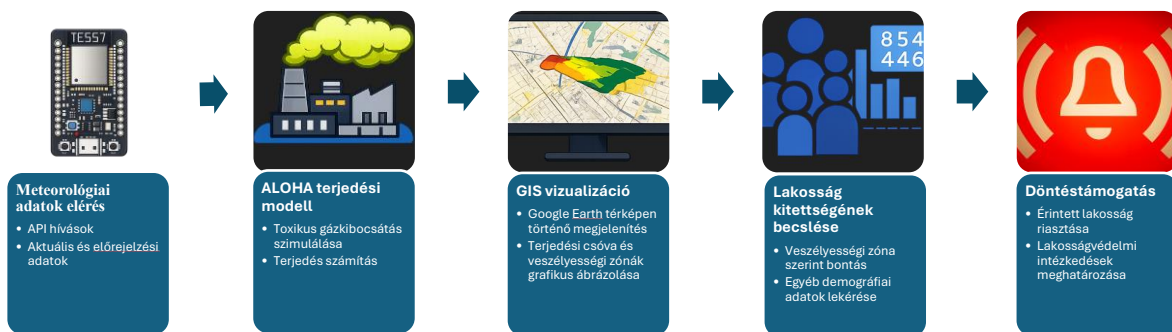 TESS7
854
446
Meteorológiai
adatok elérés
• API hívások
• Aktuális és előrejelzési
adatok
ALOHA terjedési
modell
• Toxikus gázkibocsátás
szimulálása
• Terjedés számítás
GIS vizualizáció
• Google Earth térképen
történő megjelenítés
• Terjedési csóva és
veszélyességi zónák
grafikus ábrázolása
Lakosság
kitettségének
becslése
• Veszélyességi zóna
szerint bontás
• Egyéb demográfiai
adatok lekérése
Döntéstámogatás
• Érintett lakosság
riasztása
• Lakosságvédelmi
intézkedések
meghatározása